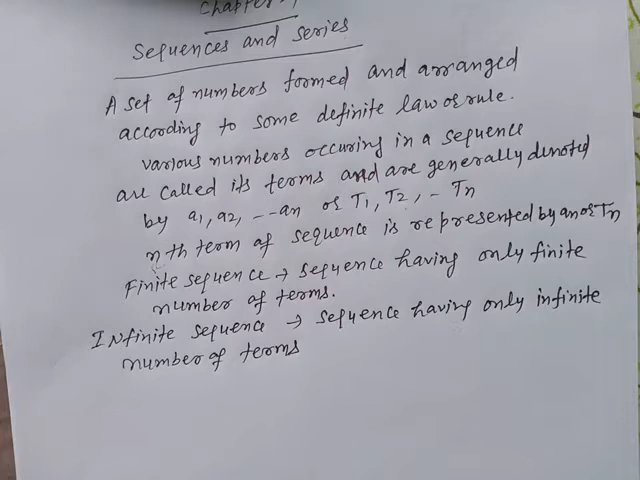 Chapter-
Sequences and series
A set of numbers formed and arranged
according to some definite law or rule.
various numbers occuring in a sequence
are called its terms and are generally denoted
by a1, a2, --an or T1, T2, - Tn
nth term of sequence is represented by an or Tn
Finite sequence → sequence having only finite
number of terms.
INfinite sequence → sequence having only infinite
number of terms